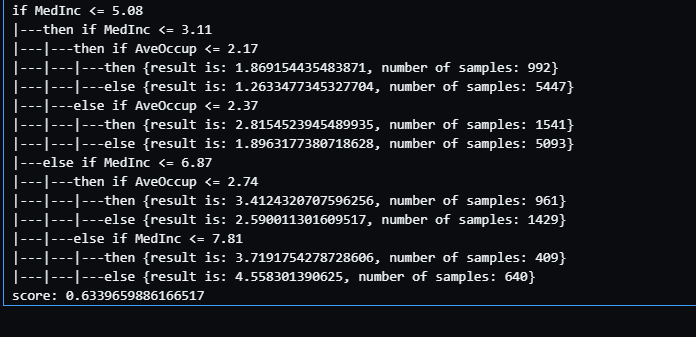 if MedInc <= 5.08
|---then if MedInc <= 3.11
|---|---then if AveOccup <= 2.17
|---|---|---then {result is: 1.869154435483871, number of samples: 992}
|---|---|---else {result is: 1.2633477345327704, number of samples: 5447}
|---|---else if AveOccup <= 2.37
|---|---|---then {result is: 2.8154523945489935, number of samples: 1541}
|---|---|---else {result is: 1.8963177380718628, number of samples: 5093}
|---else if MedInc <= 6.87
|---|---then if AveOccup <= 2.74
|---|---|---then {result is: 3.4124320707596256, number of samples: 961}
|---|---|---else {result is: 2.590011301609517, number of samples: 1429}
|---|---else if MedInc <= 7.81
|---|---|---then {result is: 3.7191754278728606, number of samples: 409}
|---|---|---else {result is: 4.558301390625, number of samples: 640}
score: 0.6339659886166517